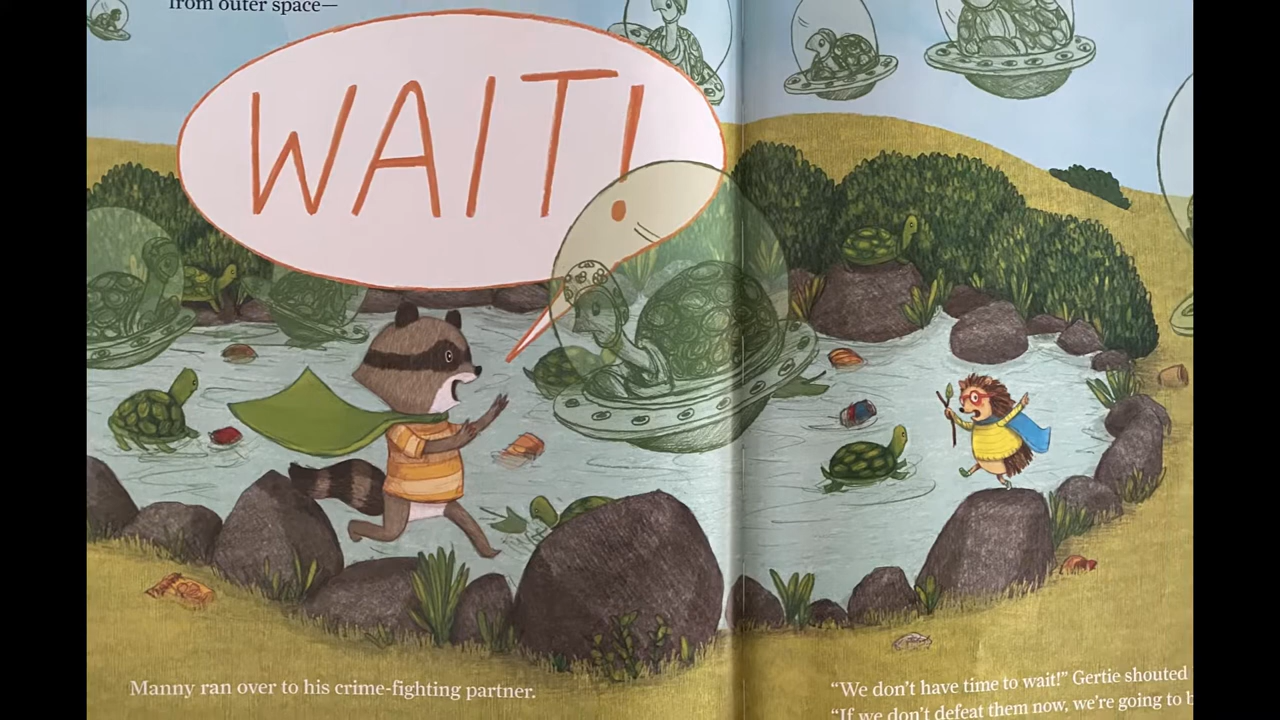 from outer space—
WAIT!
Manny ran over to his crime-fighting partner.
“We don’t have time to wait!” Gertie shouted
“If we don’t defeat them now, we’re going to